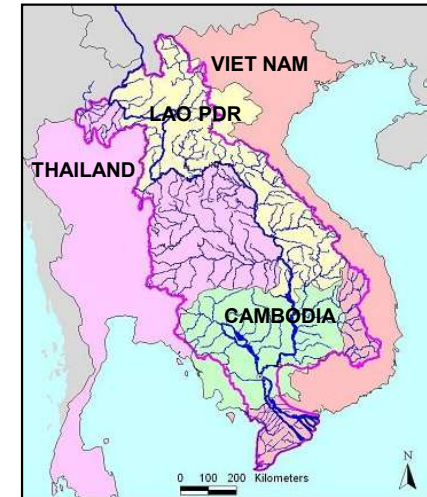 VIET NAM
LAO PDR
THAILAND
CAMBODIA
0 100 200 Kilometers
N